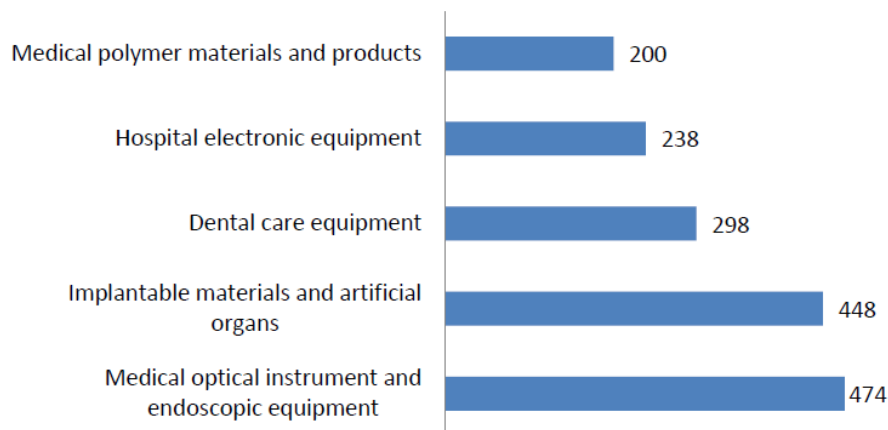 Medical polymer materials and products
200
Hospital electronic equipment
238
Dental care equipment
298
Implantable materials and artificial
organs
448
Medical optical instrument and
endoscopic equipment
474